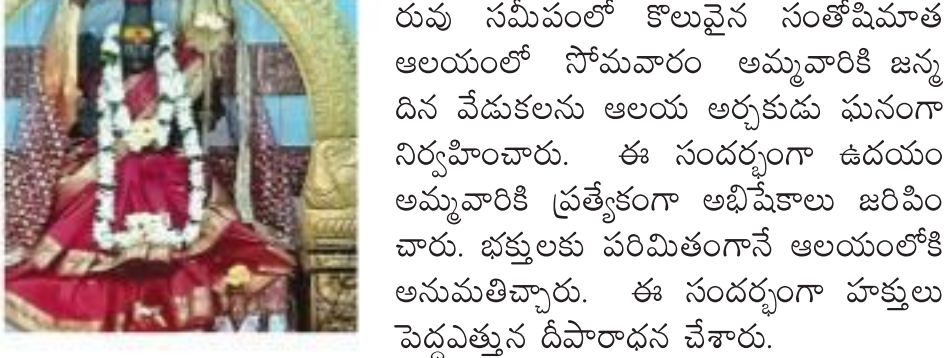 రువు సమీపంలో కొలువైన సంతోషిమాత
ఆలయంలో సోమవారం అమ్మవారికి జన్మ
దిన వేడుకలను ఆలయ అర్చకుడు ఘనంగా
నిర్వహించారు. ఈ సందర్భంగా ఉదయం
అమ్మవారికి ప్రత్యేకంగా అభిషేకాలు జరిపిం
చారు. భక్తులకు పరిమితంగానే ఆలయంలోకి
అనుమతిచ్చారు. ఈ సందర్భంగా హక్తులు
పెద్దఎత్తున దీపారాధన చేశారు.